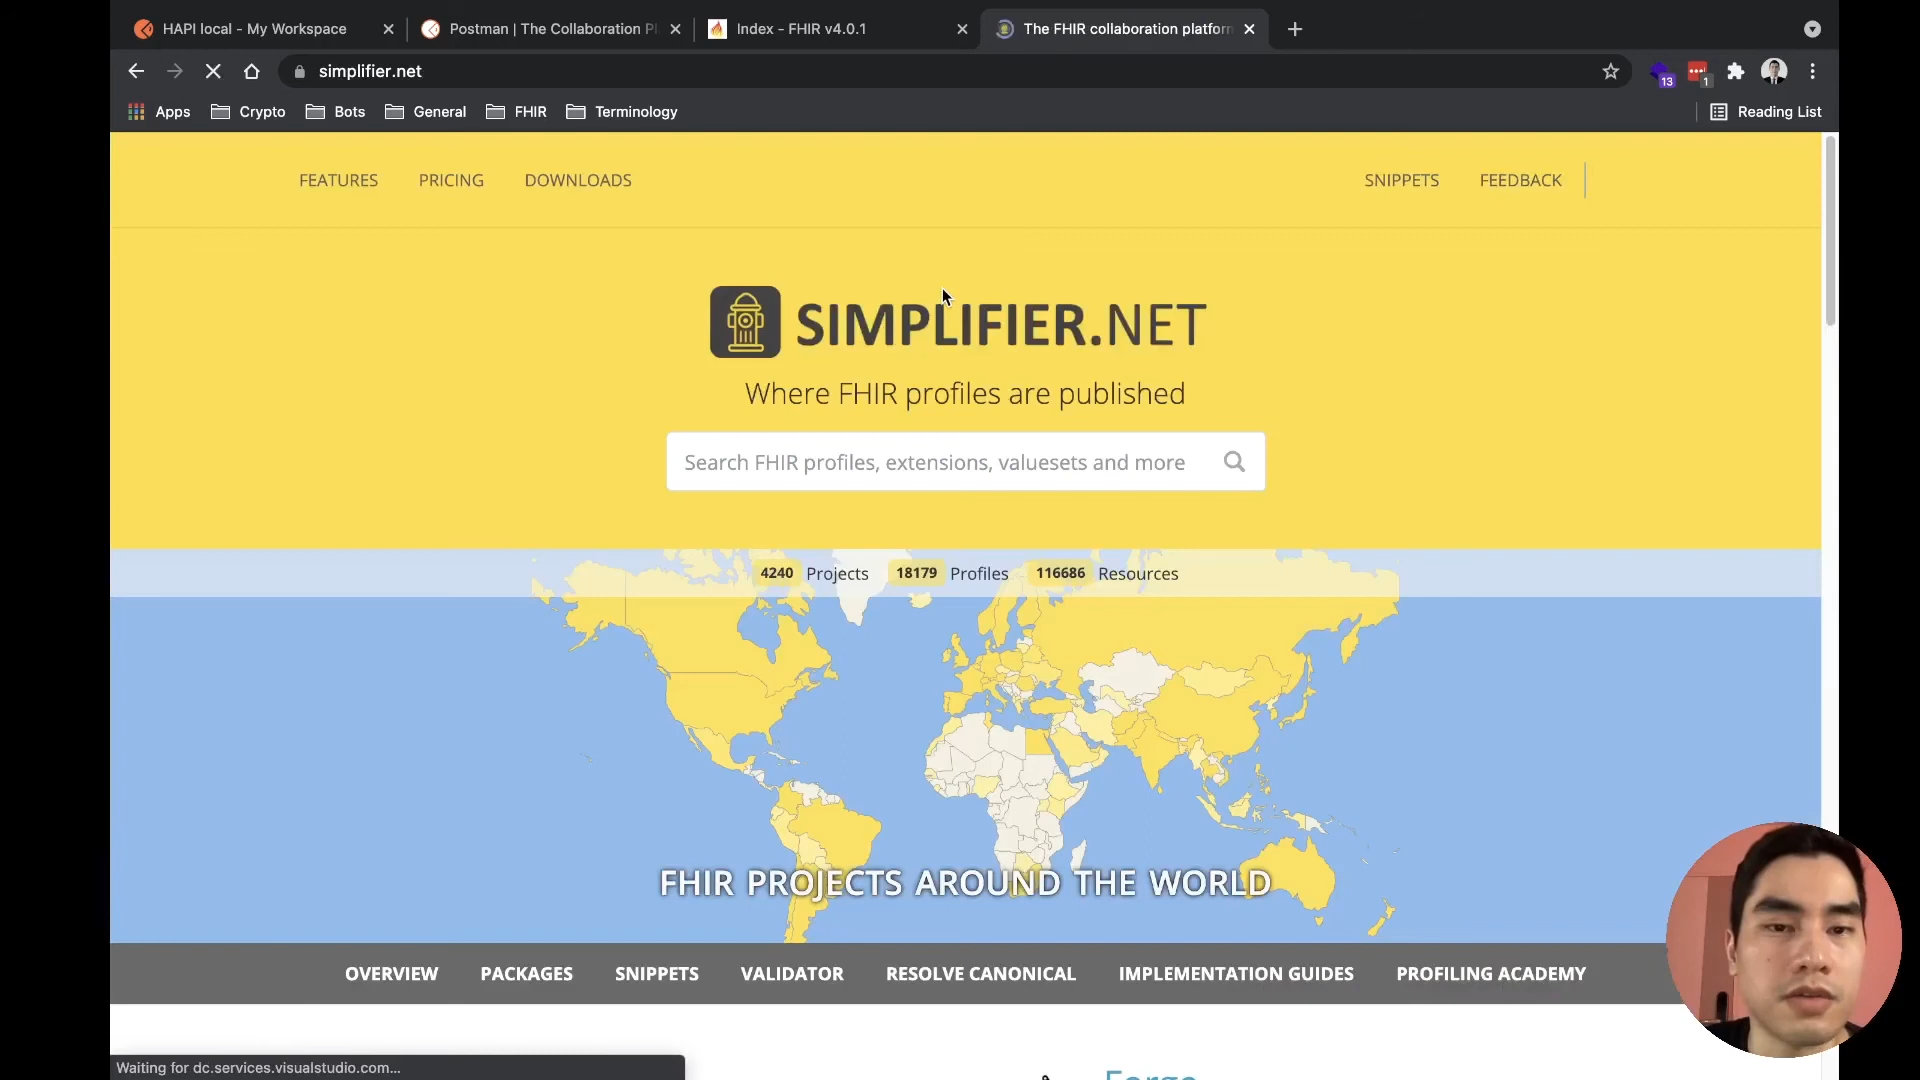 HAPI local - My Workspace
Postman | The Collaboration Pl
Index - FHIR v4.0.1
The FHIR collaboration platform
simplifier.net
13
1
Apps
Crypto
Bots
General
FHIR
Terminology
Reading List
FEATURES
PRICING
DOWNLOADS
SNIPPETS
FEEDBACK
SIMPLIFIER.NET
Where FHIR profiles are published
Search FHIR profiles, extensions, valuesets and more
4240 Projects 18179 Profiles 116686 Resources
FHIR PROJECTS AROUND THE WORLD
OVERVIEW
PACKAGES
SNIPPETS
VALIDATOR
RESOLVE CANONICAL
IMPLEMENTATION GUIDES
PROFILING ACADEMY
Waiting for dc.services.visualstudio.com...
Forge